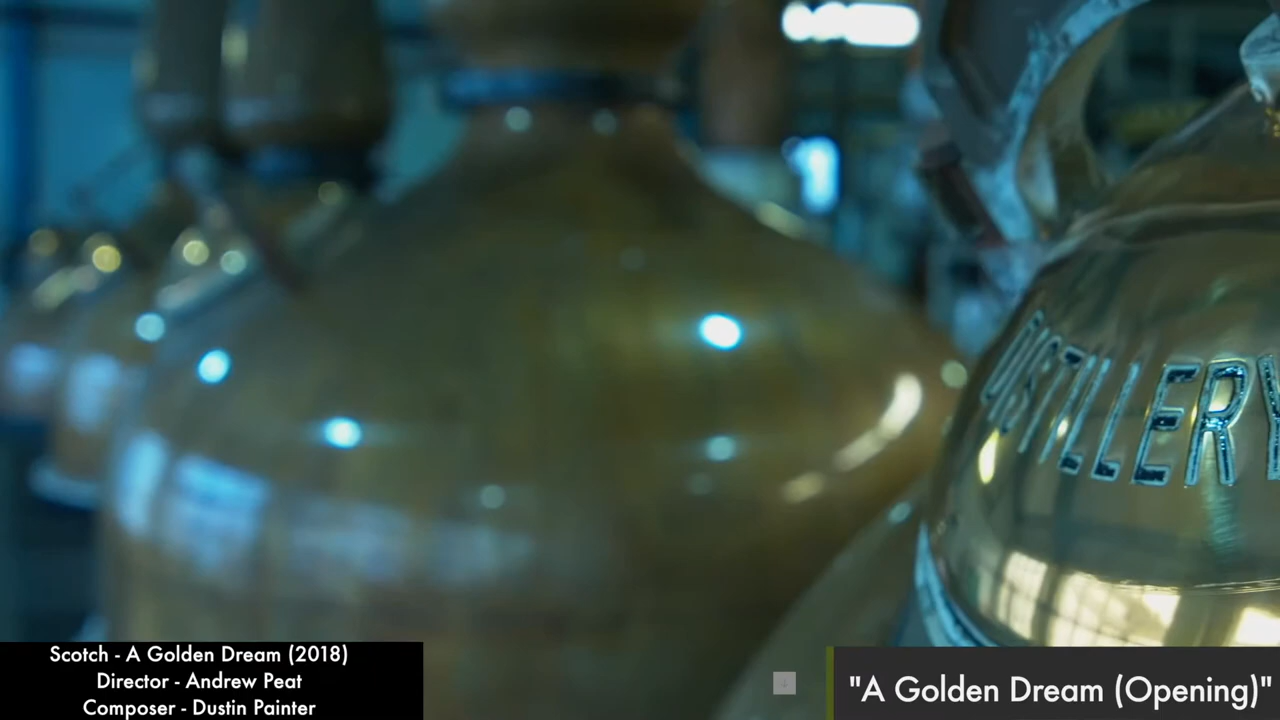 DISTILLERY
Scotch - A Golden Dream (2018)
Director - Andrew Peat
Composer - Dustin Painter
"A Golden Dream (Opening)"